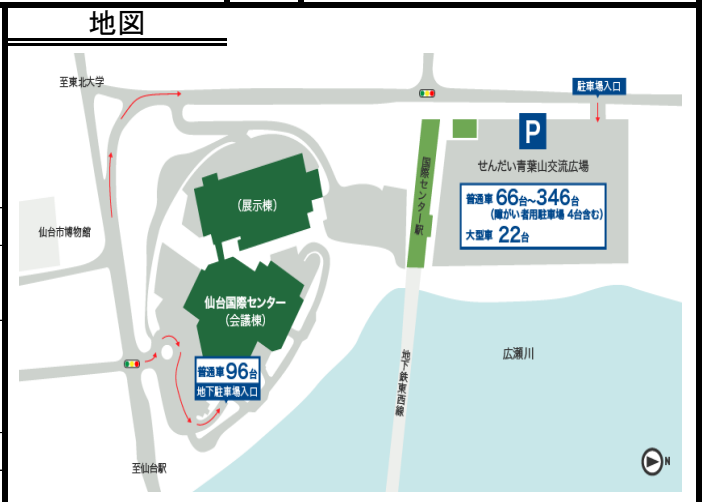 地図
至東北大学
駐車場入口
P
せんだい青葉山交流広場
普通車 66台~346台
(障がい者用駐車場 4台含む)
大型車 22台
国際センター駅
(展示棟)
仙台市博物館
仙台国際センター
(会議棟)
普通車 96台
地下駐車場入口
地下鉄東西線
広瀬川
至仙台駅
N